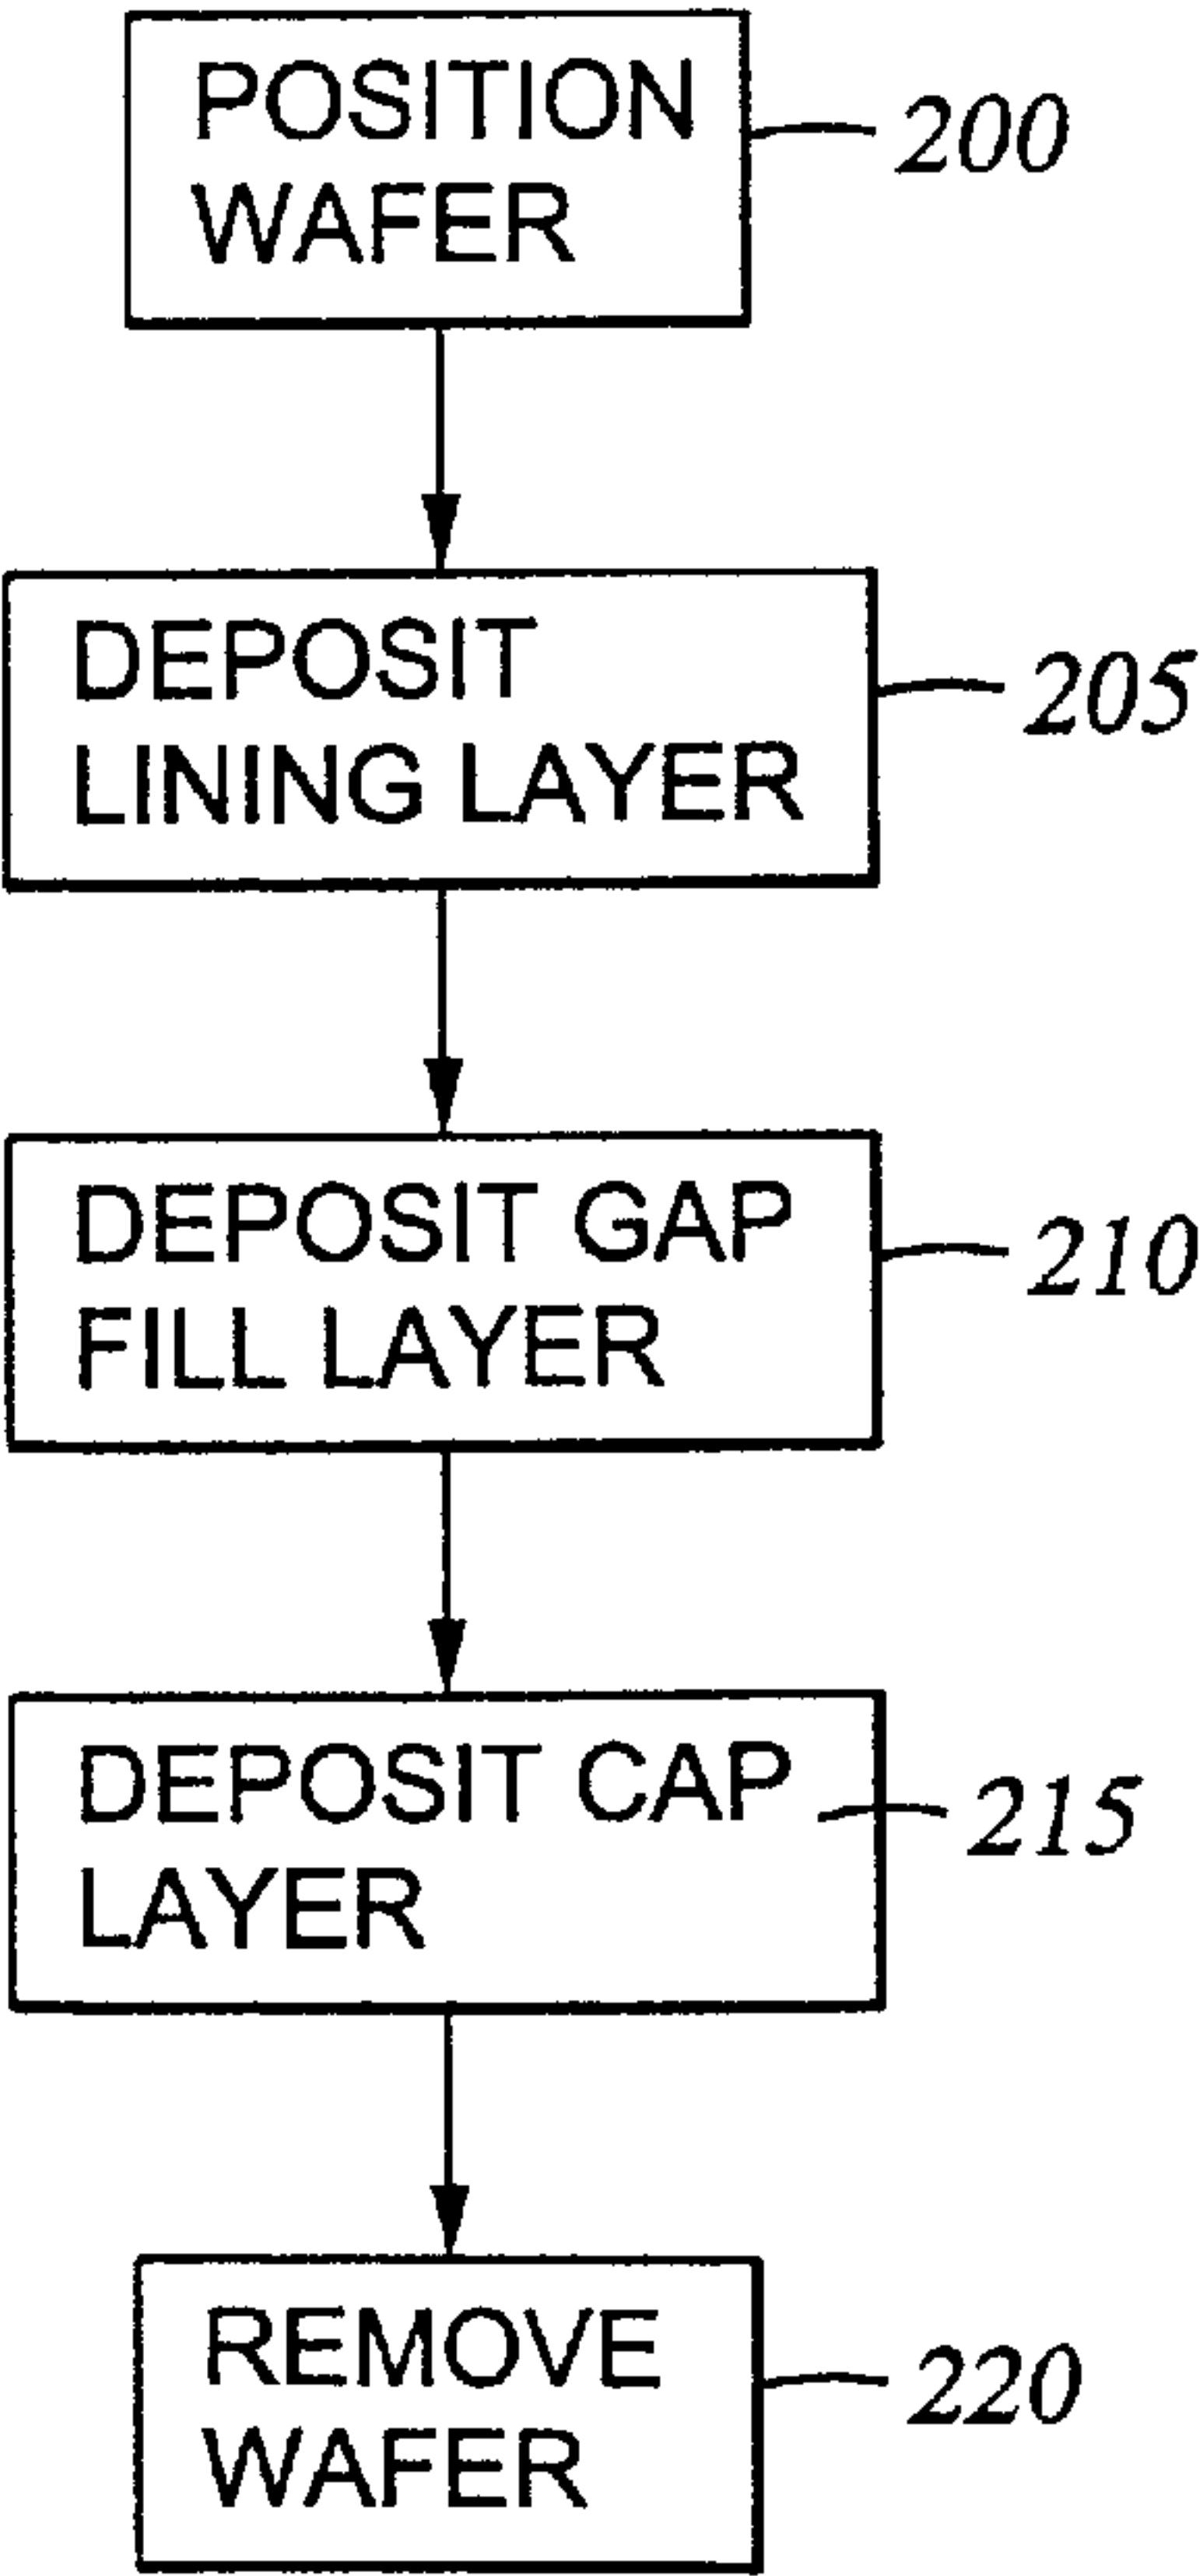 POSITION
WAFER
200
DEPOSIT
LINING LAYER
205
DEPOSIT GAP
FILL LAYER
210
DEPOSIT CAP
LAYER
215
REMOVE
WAFER
220